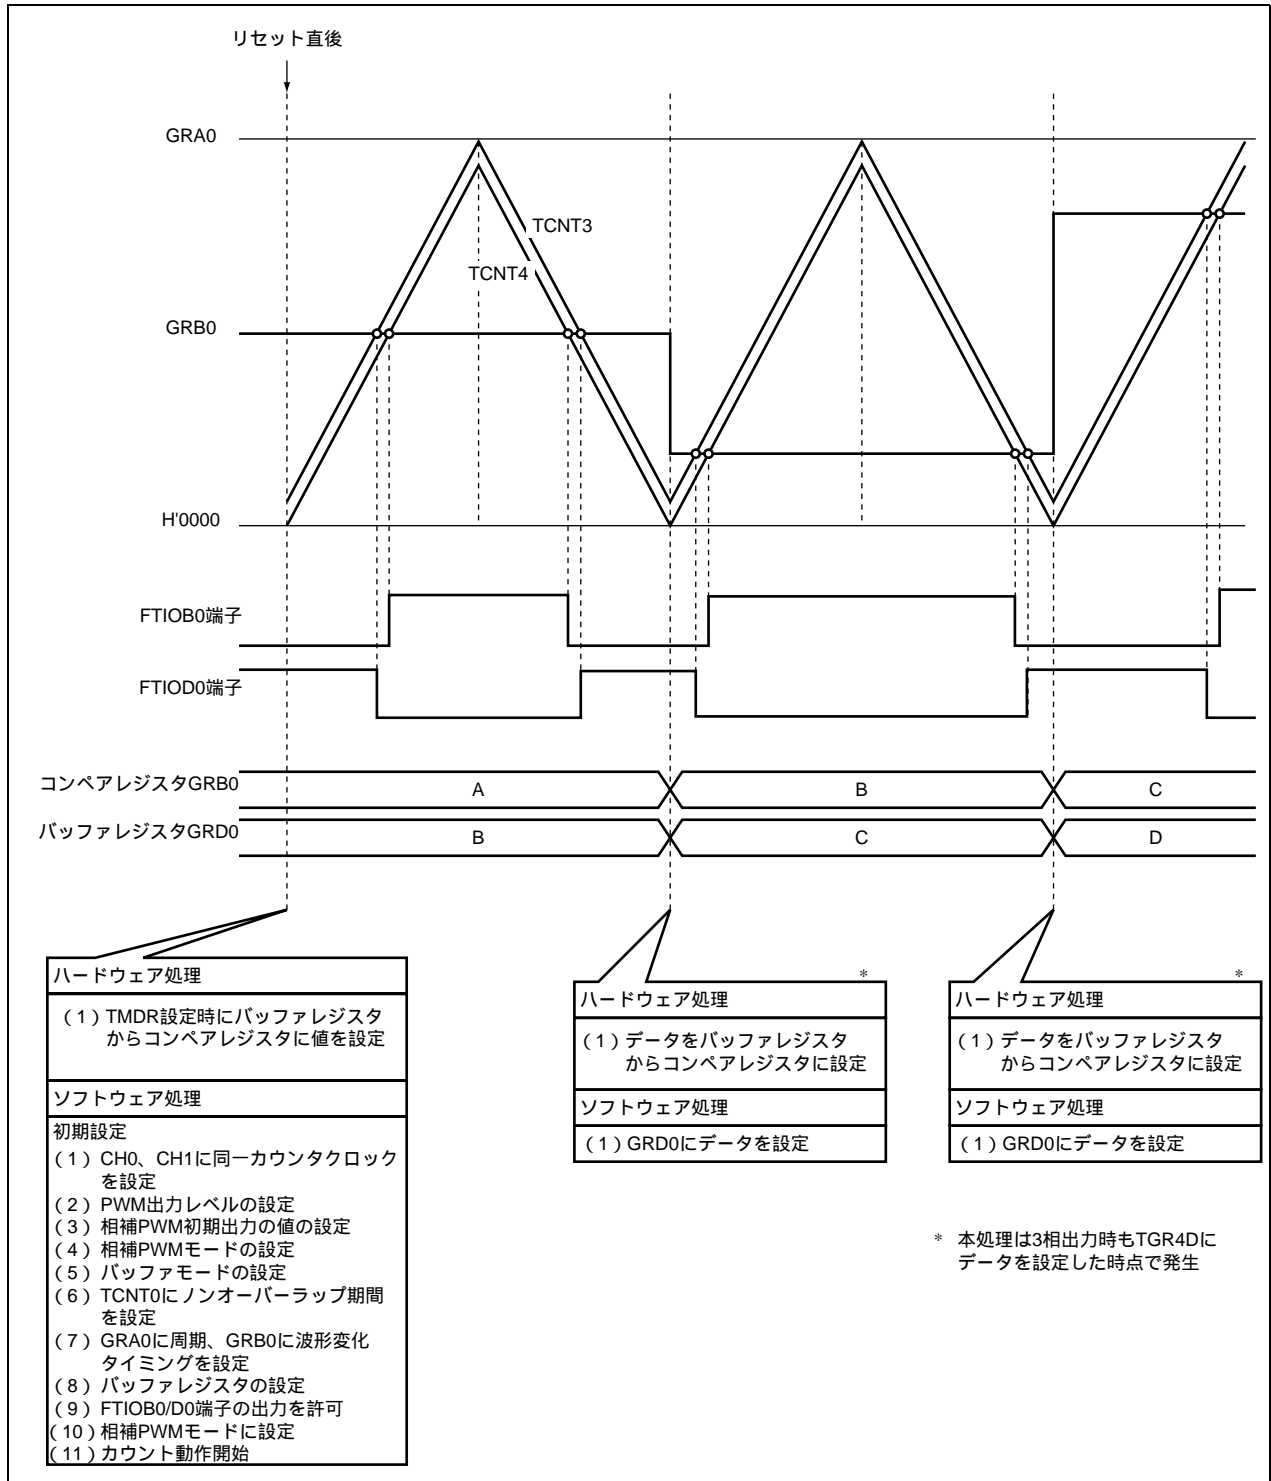 リセット直後
GRA0
TCNT3
TCNT4
GRB0
H'0000
FTIOB0端子
FTIOD0端子
コンペアレジスタGRB0
A
B
C
バッファレジスタGRD0
B
C
D
ハードウェア処理
(1)TMDR設定時にバッファレジスタ
からコンペアレジスタに値を設定
ソフトウェア処理
初期設定
(1)CH0、CH1に同一カウンタクロック
を設定
(2)PWM出力レベルの設定
(3)相補PWM初期出力の値の設定
(4)相補PWMモードの設定
(5)バッファモードの設定
(6)TCNT0にノンオーバーラップ期間
を設定
(7)GRA0に周期、GRB0に波形変化
タイミングを設定
(8)バッファレジスタの設定
(9)FTIOB0/D0端子の出力を許可
(10)相補PWMモードに設定
(11)カウント動作開始
*
ハードウェア処理
(1)データをバッファレジスタ
からコンペアレジスタに設定
ソフトウェア処理
(1)GRD0にデータを設定
*
ハードウェア処理
(1)データをバッファレジスタ
からコンペアレジスタに設定
ソフトウェア処理
(1)GRD0にデータを設定
* 本処理は3相出力時もTGR4Dに
データを設定した時点で発生